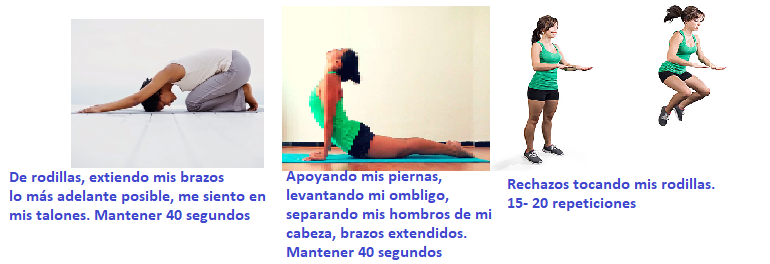 De rodillas, extiendo mis brazos
lo más adelante posible, me siento en
mis talones. Mantener 40 segundos
Apoyando mis piernas,
levantando mi ombligo,
separando mis hombros de mi
cabeza, brazos extendidos.
Mantener 40 segundos
Rechazos tocando mis rodillas.
15- 20 repeticiones